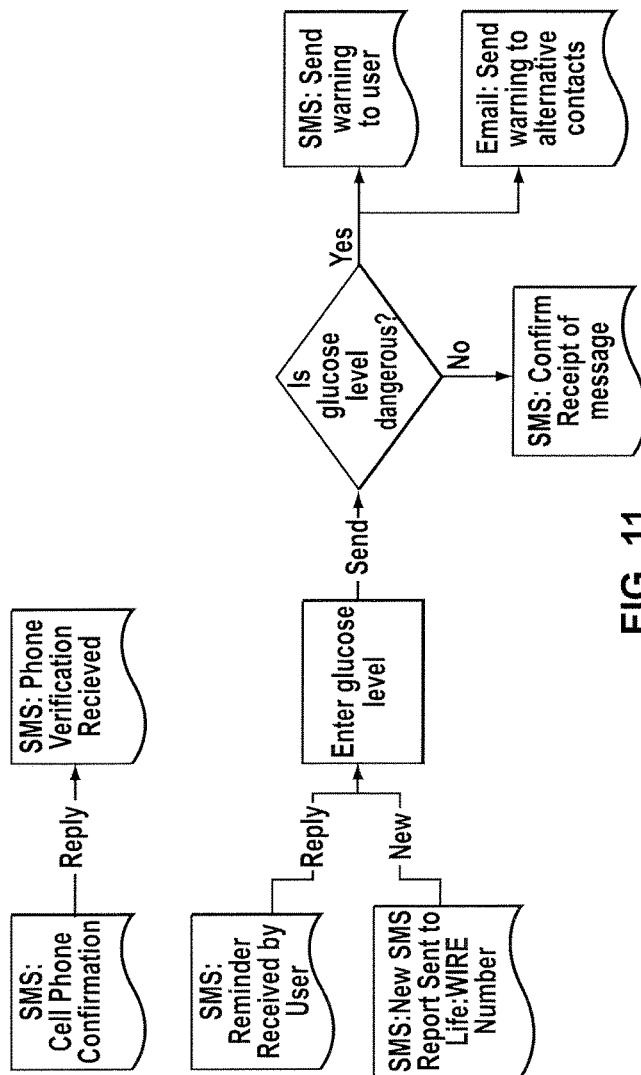 SMS:
Cell Phone
Confirmation
Reply
SMS: Phone
Verification
Recieved
SMS:
Reminder
Received by
User
Reply
SMS:New SMS
Report Sent to
Life:WIRE
Number
New
Enter glucose
level
Send
Is
glucose
level
dangerous?
Yes
No
SMS: Send
warning
to user
Email: Send
warning to
alternative
contacts
SMS: Confirm
Receipt of
message
FIG. 11